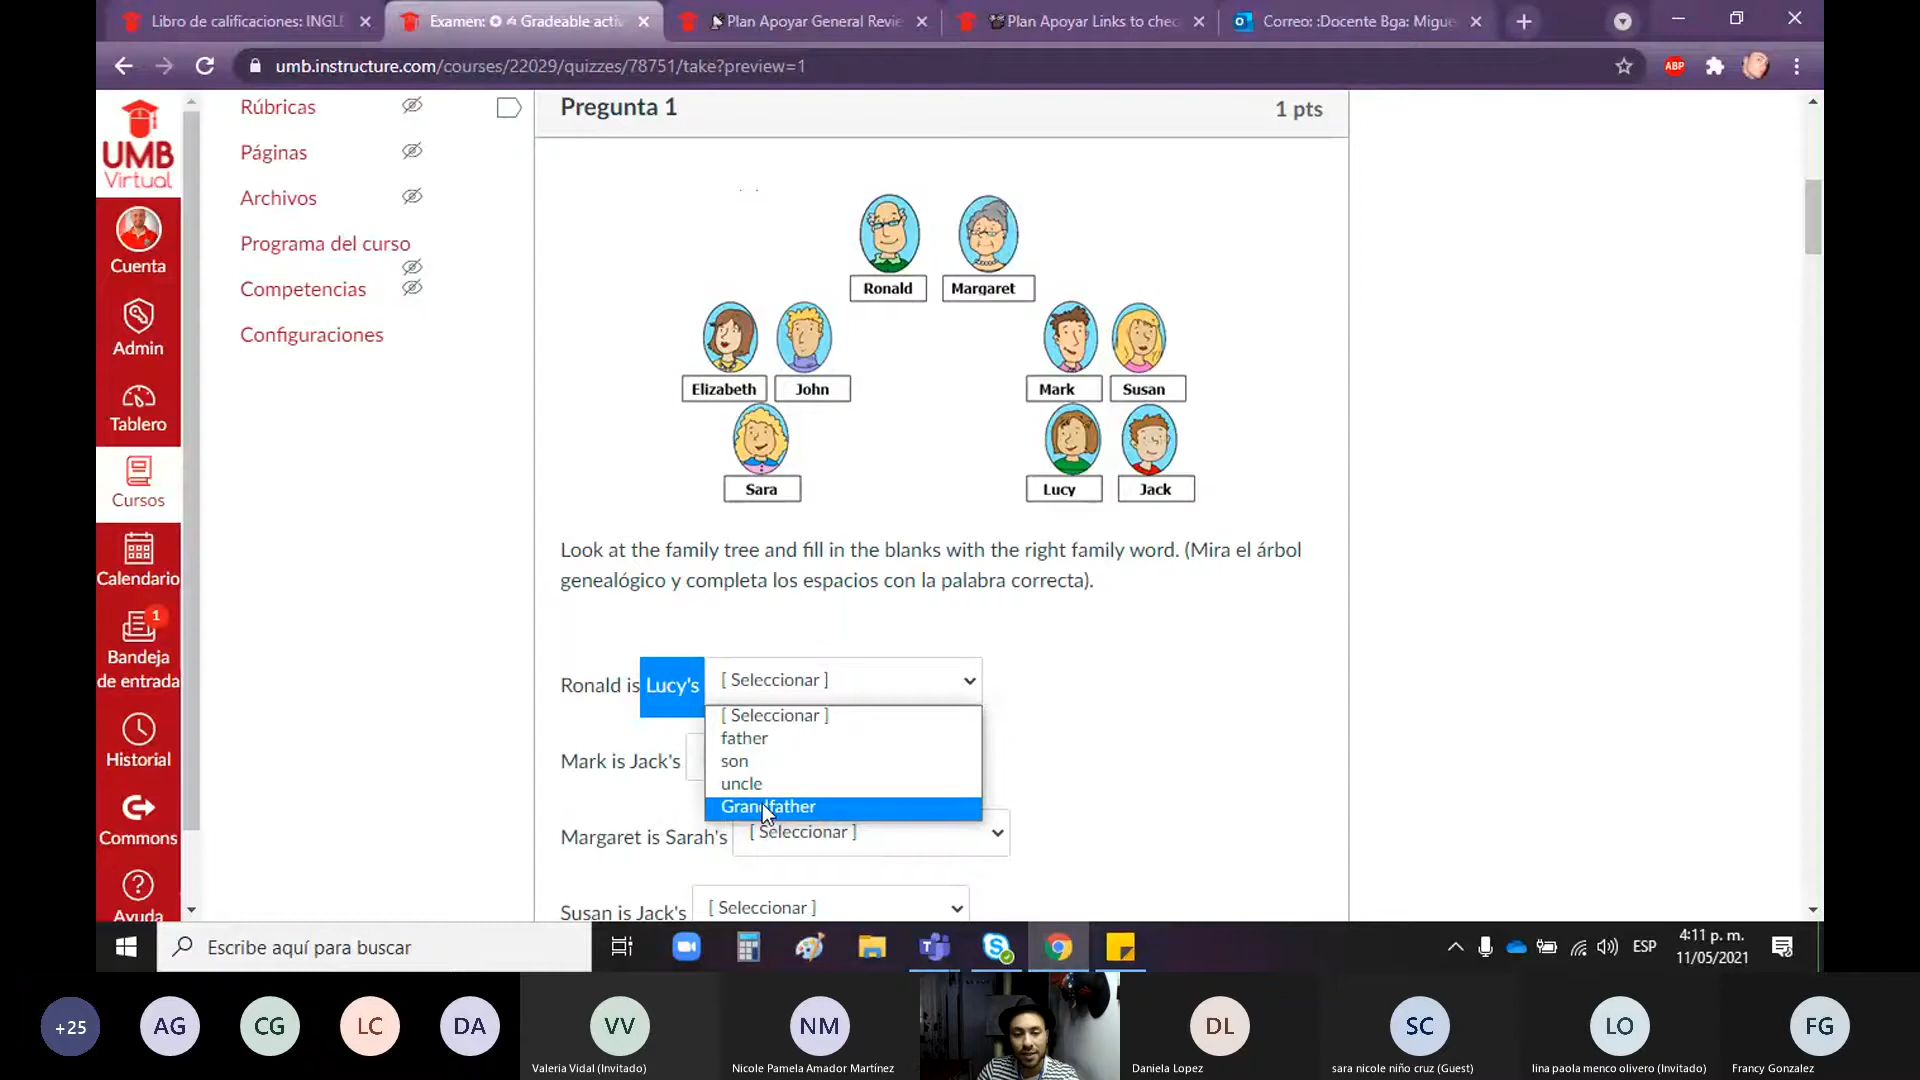 Libro de calificaciones: INGL
Examen: ✪ Gradeable activ
Plan Apoyar General Revie
Plan Apoyar Links to chec
Correo: :Docente Bga: Migue
umb.instructure.com/courses/22029/quizzes/78751/take?preview=1
ABP
UMB
Virtual
Cuenta
Admin
Tablero
Cursos
Calendario
1
Bandeja
de entrada
Historial
Commons
Ayuda
Rúbricas
Páginas
Archivos
Programa del curso
Competencias
Configuraciones
Pregunta 1
1 pts
Ronald
Margaret
Elizabeth
John
Mark
Susan
Sara
Lucy
Jack
Look at the family tree and fill in the blanks with the right family word. (Mira el árbol
genealógico y completa los espacios con la palabra correcta).
Ronald is Lucy's [ Seleccionar ]
[ Seleccionar ]
father
son
uncle
Grandfather
Mark is Jack's
Margaret is Sarah's [ Seleccionar ]
Susan is Jack's [ Seleccionar ]
Escribe aquí para buscar
ESP
4:11 p. m.
11/05/2021
+25
AG
CG
LC
DA
VV
Valeria Vidal (Invitado)
NM
Nicole Pamela Amador Martínez
DL
Daniela Lopez
SC
sara nicole niño cruz (Guest)
LO
lina paola menco olivero (Invitado)
FG
Francy Gonzalez